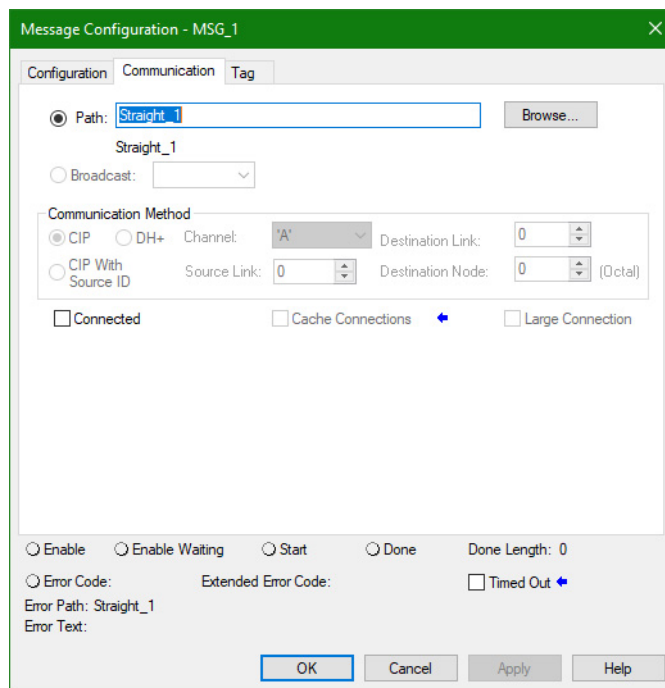 Message Configuration - MSG_1
Configuration Communication Tag
Path: Straight_1 Browse...
Straight_1
Broadcast:
Communication Method
CIP DH+ Channel: 'A' Destination Link: 0
CIP With Source ID Source Link: 0 Destination Node: 0 (Octal)
Connected Cache Connections Large Connection
Enable Enable Waiting Start Done Done Length: 0
Error Code: Extended Error Code: Timed Out
Error Path: Straight_1
Error Text:
OK Cancel Apply Help